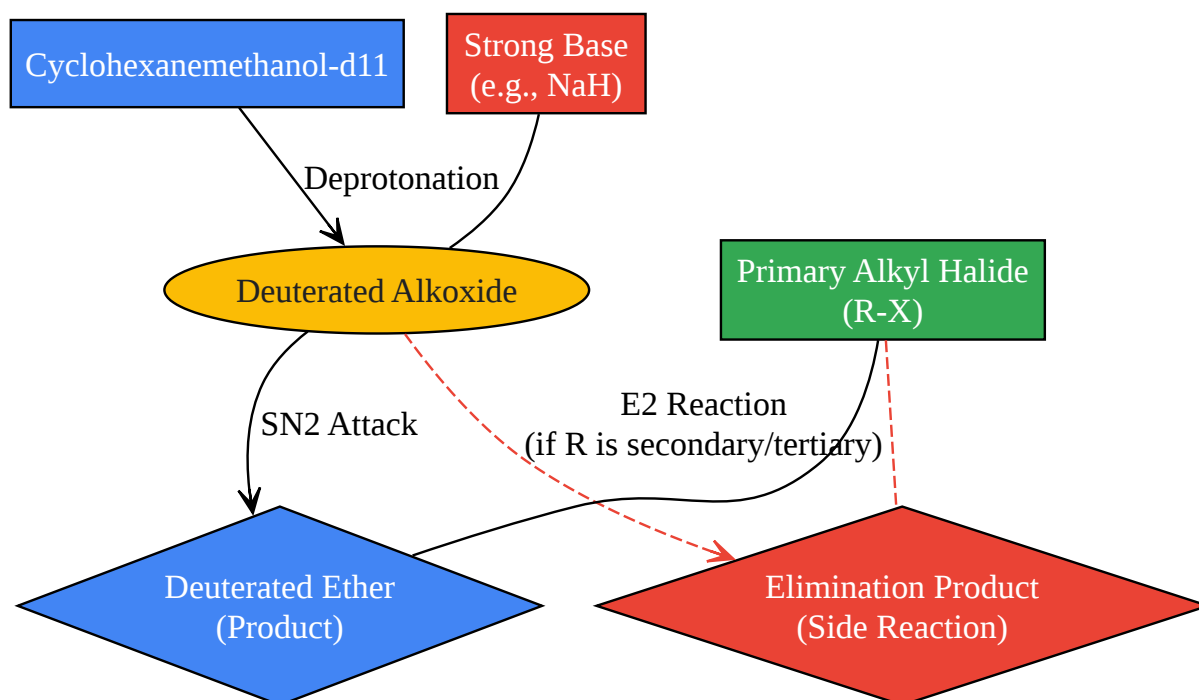 Cyclohexanemethanol-d11
Strong Base
(e.g., NaH)
Deprotonation
Deuterated Alkoxide
Primary Alkyl Halide
(R-X)
SN2 Attack
E2 Reaction
(if R is secondary/tertiary)
Deuterated Ether
(Product)
Elimination Product
(Side Reaction)